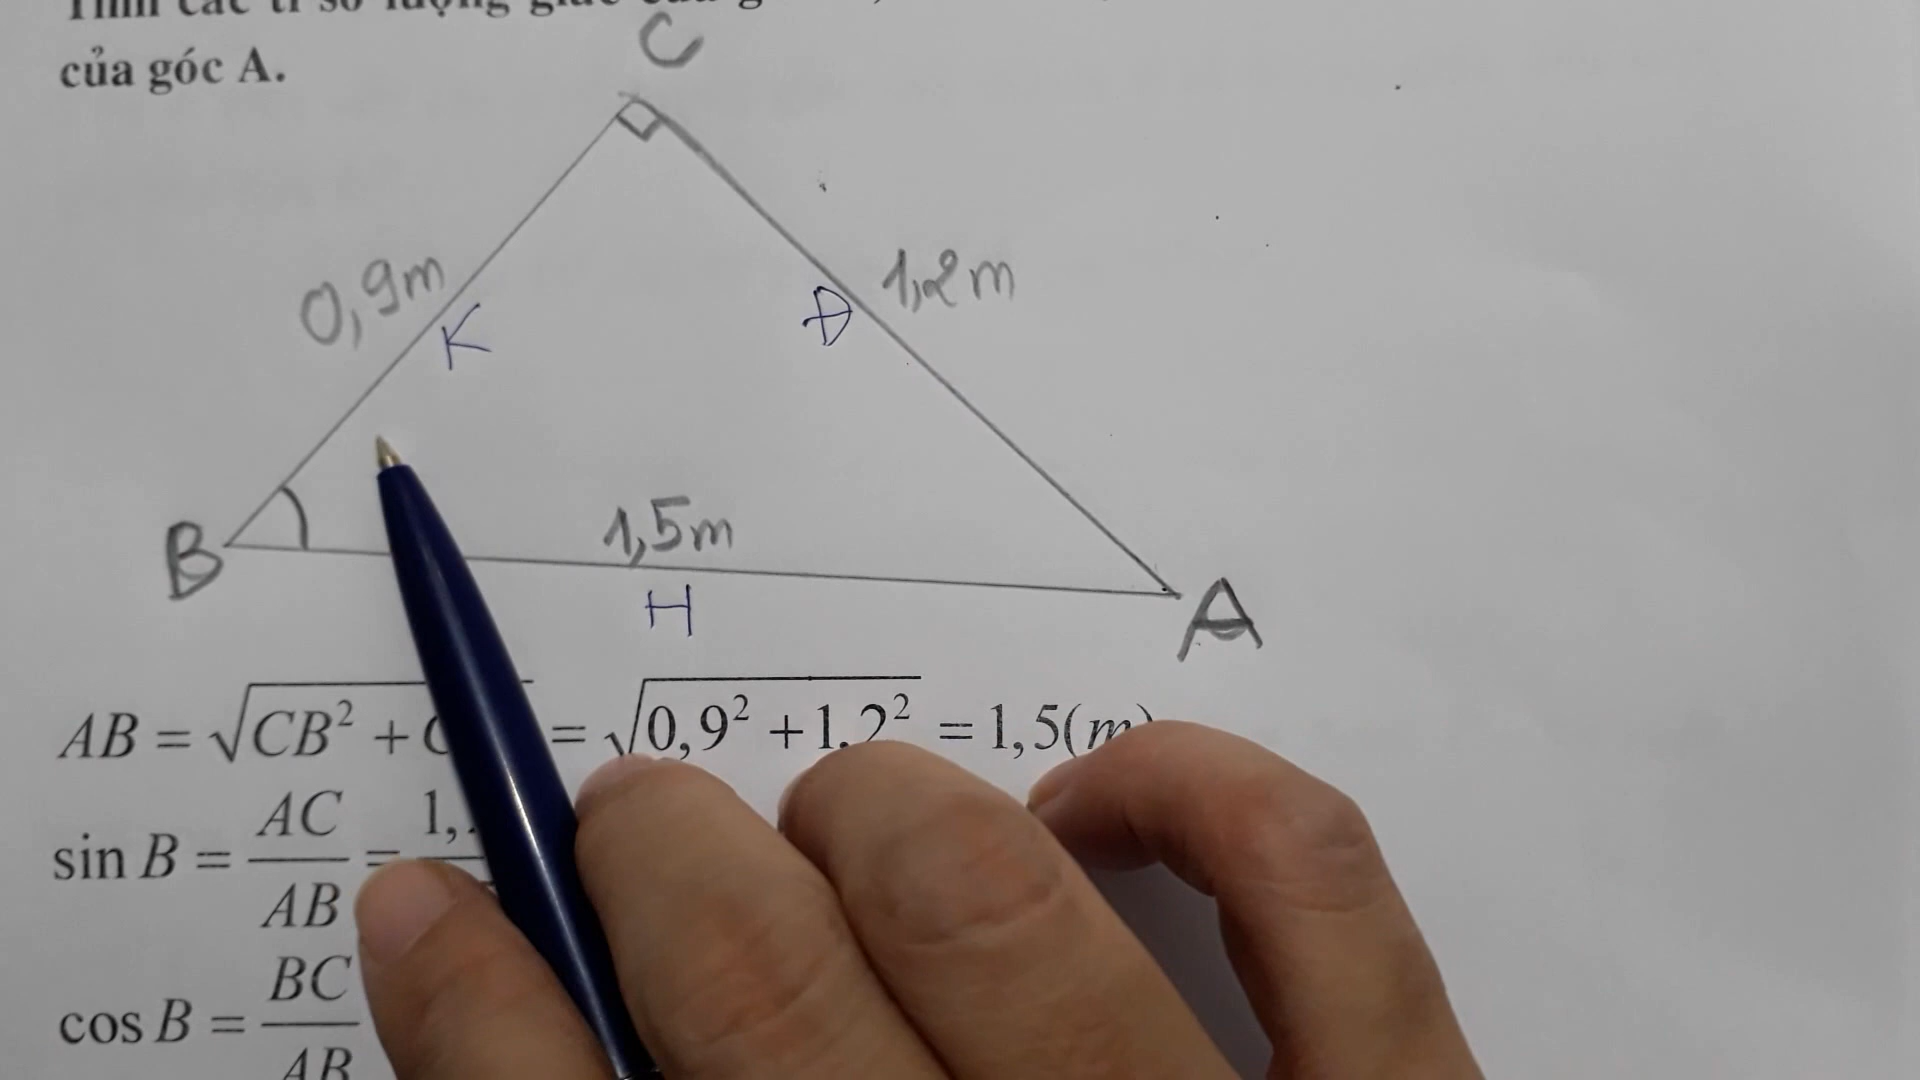 của góc A.
C
0,9m
1,2m
K
Đ
B
1,5m
H
A
AB = √CB² + = √0,9² + 1,2² = 1,5(m)
sin B = AC/AB =
cos B = BC/AB